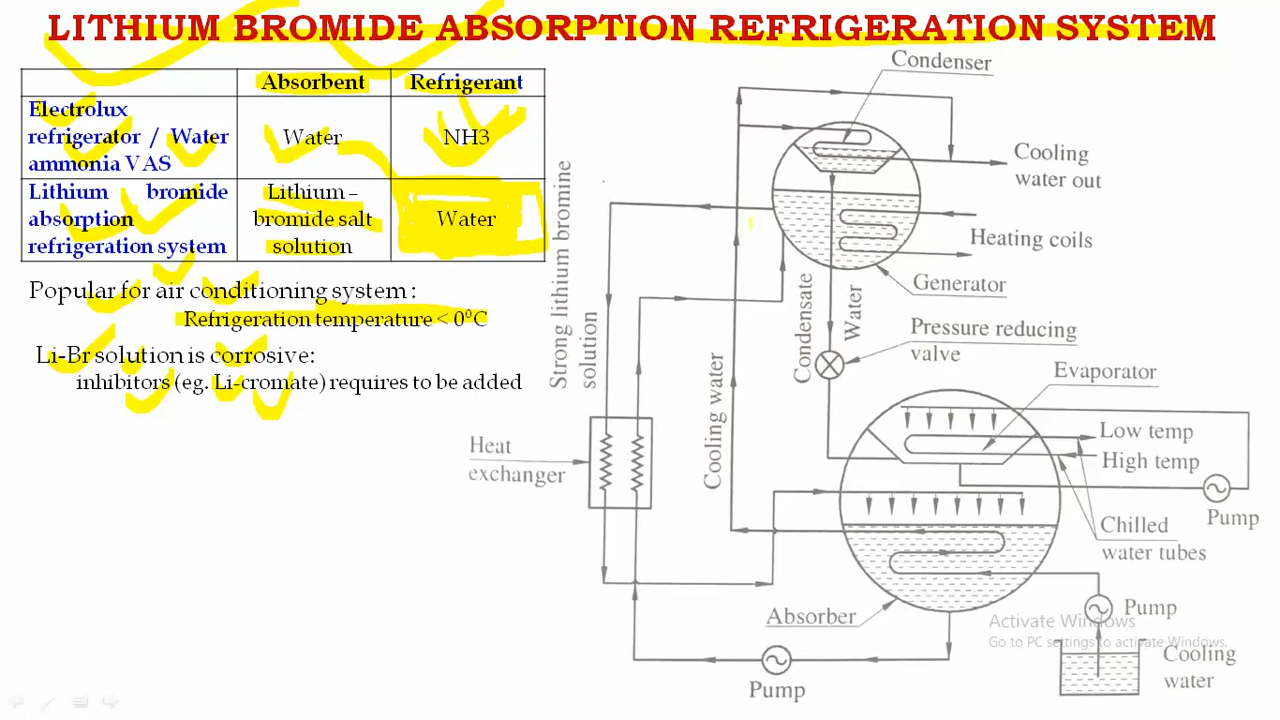 LITHIUM BROMIDE ABSORPTION REFRIGERATION SYSTEM
Absorbent Refrigerant
Electrolux
refrigerator / Water
ammonia VAS
Water
NH3
Lithium bromide
absorption
refrigeration system
Lithium –
bromide salt
solution
Water
Popular for air conditioning system :
Refrigeration temperature < 0⁰C
Li-Br solution is corrosive:
inhibitors (eg. Li-cromate) requires to be added
Condenser
Cooling
water out
Heating coils
Generator
Pressure reducing
valve
Condensate
Water
Strong lithium bromine
solution
Cooling water
Heat
exchanger
Evaporator
Low temp
High temp
Pump
Chilled
water tubes
Absorber
Pump
Pump
Cooling
water
Activate Windows
Go to PC settings to activate Windows.